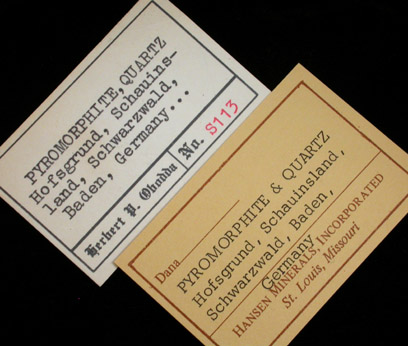 PYROMORPHITE, QUARTZ
Hofsgrund, Schauins-
land, Schwarzwald,
Baden, Germany...
Herbert P. Obodda
No. S113
Dana
PYROMORPHITE & QUARTZ
Hofsgrund, Schauinsland,
Schwarzwald, Baden,
Germany
HANSEN MINERALS, INCORPORATED
St. Louis, Missouri